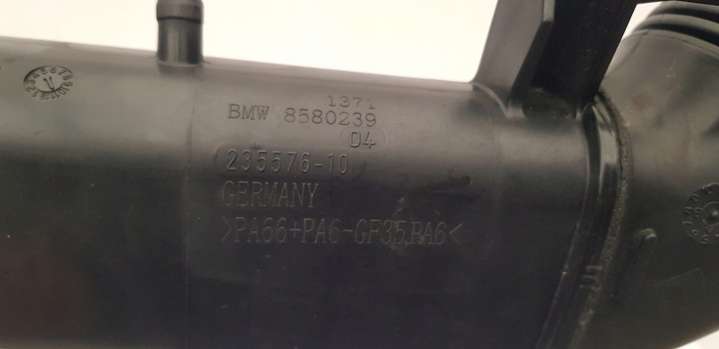 1371
BMW 8580239
04
235576-10
GERMANY
>PA66+PA6-GF35,PA6<